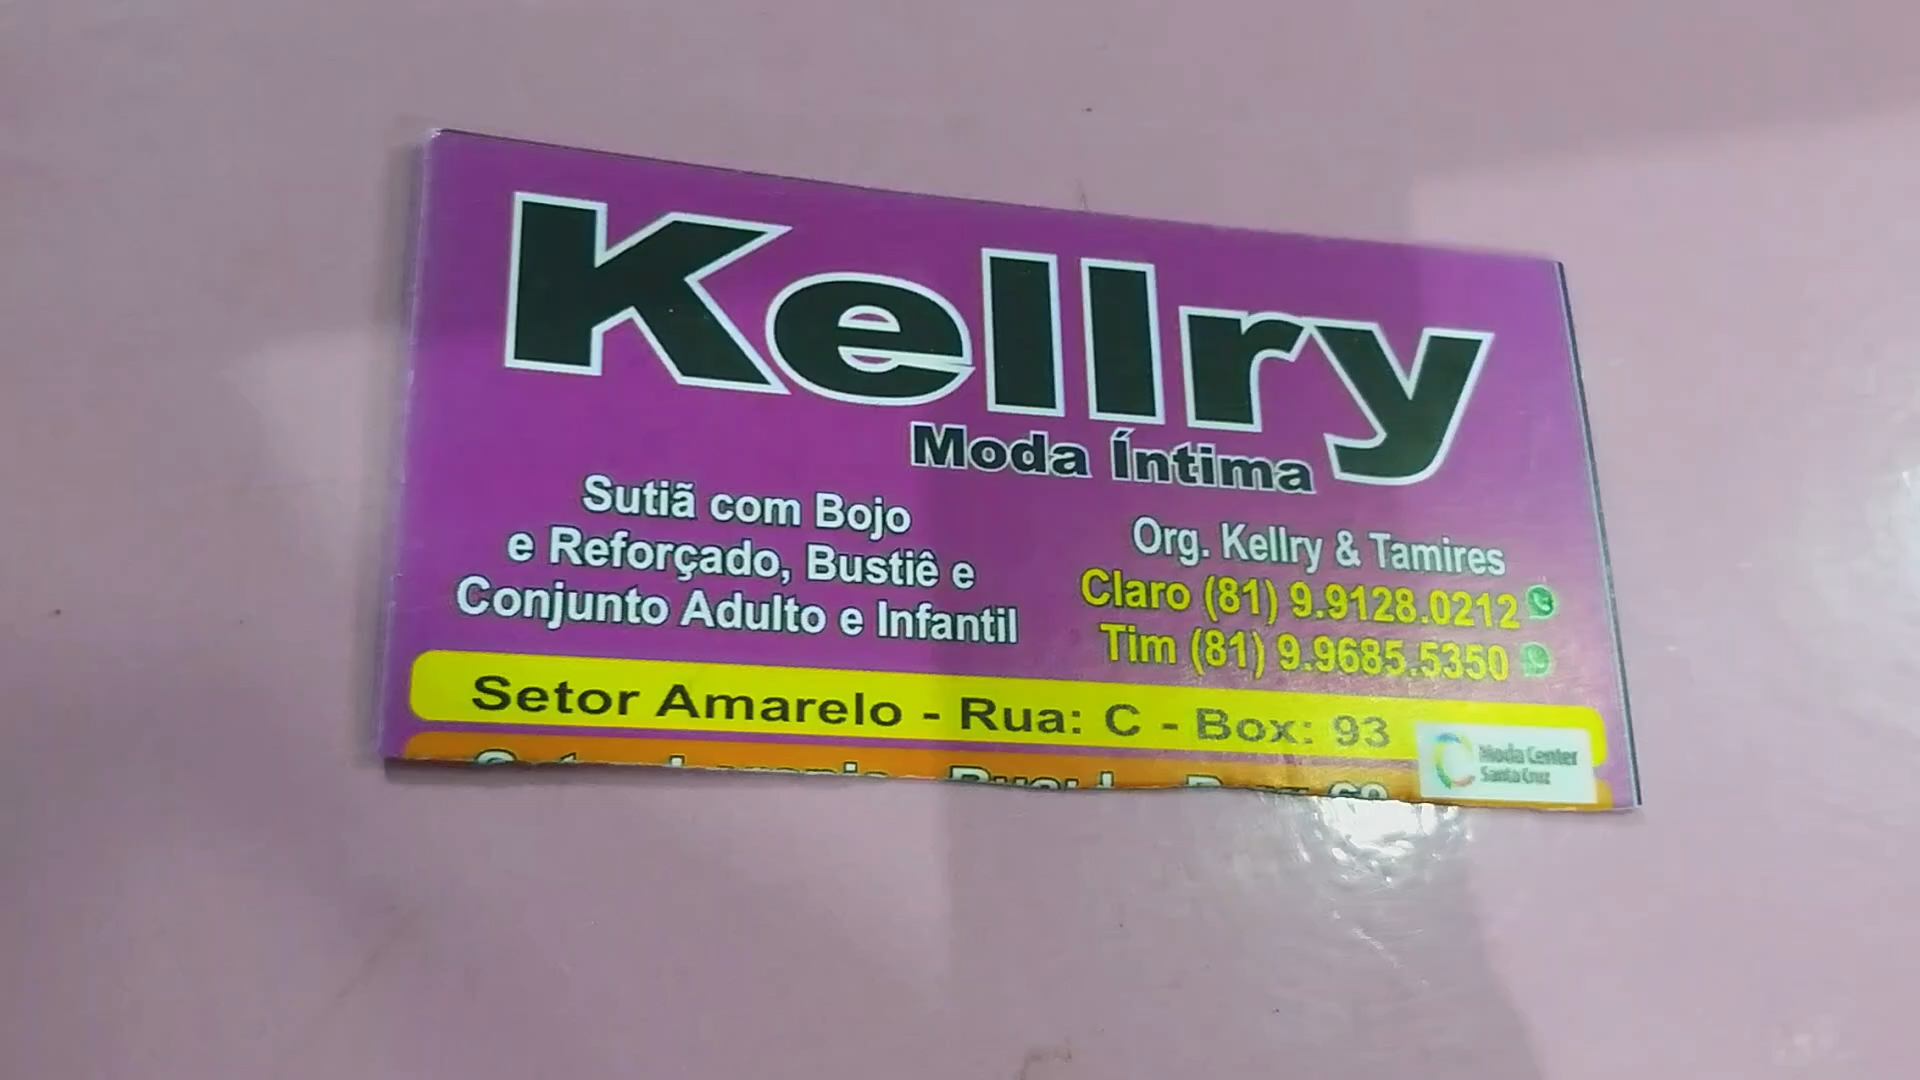 Kellry
Moda Íntima
Sutiã com Bojo
e Reforçado, Bustiê e
Conjunto Adulto e Infantil
Org. Kellry & Tamires
Claro (81) 9.9128.0212
Tim (81) 9.9685.5350
Setor Amarelo - Rua: C - Box: 93
Moda Center
Santa Cruz